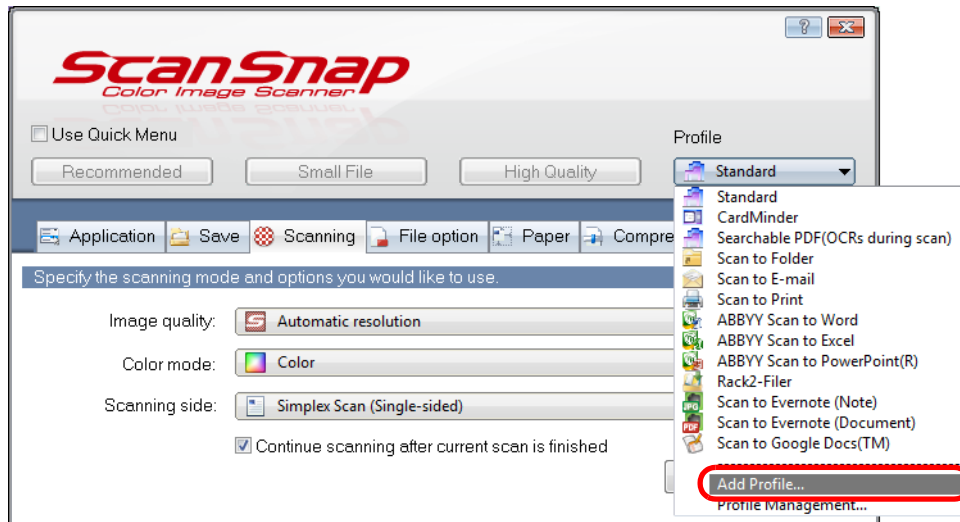 ?
ScanSnap
Color Image Scanner
Use Quick Menu
Profile
Recommended
Small File
High Quality
Standard
Standard
CardMinder
Searchable PDF(OCRs during scan)
Scan to Folder
Scan to E-mail
Scan to Print
ABBYY Scan to Word
ABBYY Scan to Excel
ABBYY Scan to PowerPoint(R)
Rack2-Filer
Scan to Evernote (Note)
Scan to Evernote (Document)
Scan to Google Docs(TM)
Add Profile...
Profile Management...
Application
Save
Scanning
File option
Paper
Compre
Specify the scanning mode and options you would like to use.
Image quality:
Automatic resolution
Color mode:
Color
Scanning side:
Simplex Scan (Single-sided)
Continue scanning after current scan is finished